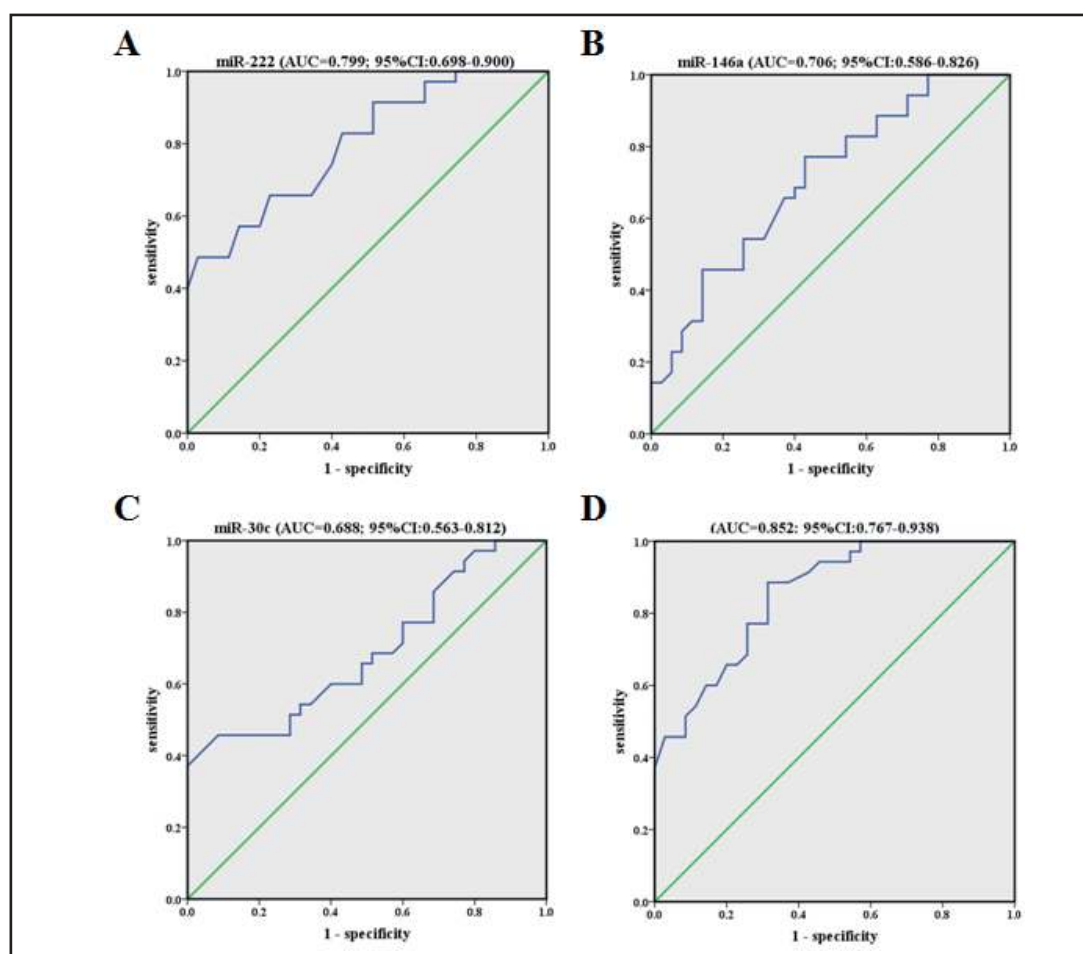 A
miR-222 (AUC=0.799; 95%CI:0.698-0.900)
1.0
0.8
0.6
0.4
0.2
0.0
sensitivity
0.0 0.2 0.4 0.6 0.8 1.0
1 - specificity
B
miR-146a (AUC=0.706; 95%CI:0.586-0.826)
1.0
0.8
0.6
0.4
0.2
0.0
sensitivity
0.0 0.2 0.4 0.6 0.8 1.0
1 - specificity
C
miR-30c (AUC=0.688; 95%CI:0.563-0.812)
1.0
0.8
0.6
0.4
0.2
0.0
sensitivity
0.0 0.2 0.4 0.6 0.8 1.0
1 - specificity
D
(AUC=0.852; 95%CI:0.767-0.938)
1.0
0.8
0.6
0.4
0.2
0.0
sensitivity
0.0 0.2 0.4 0.6 0.8 1.0
1 - specificity